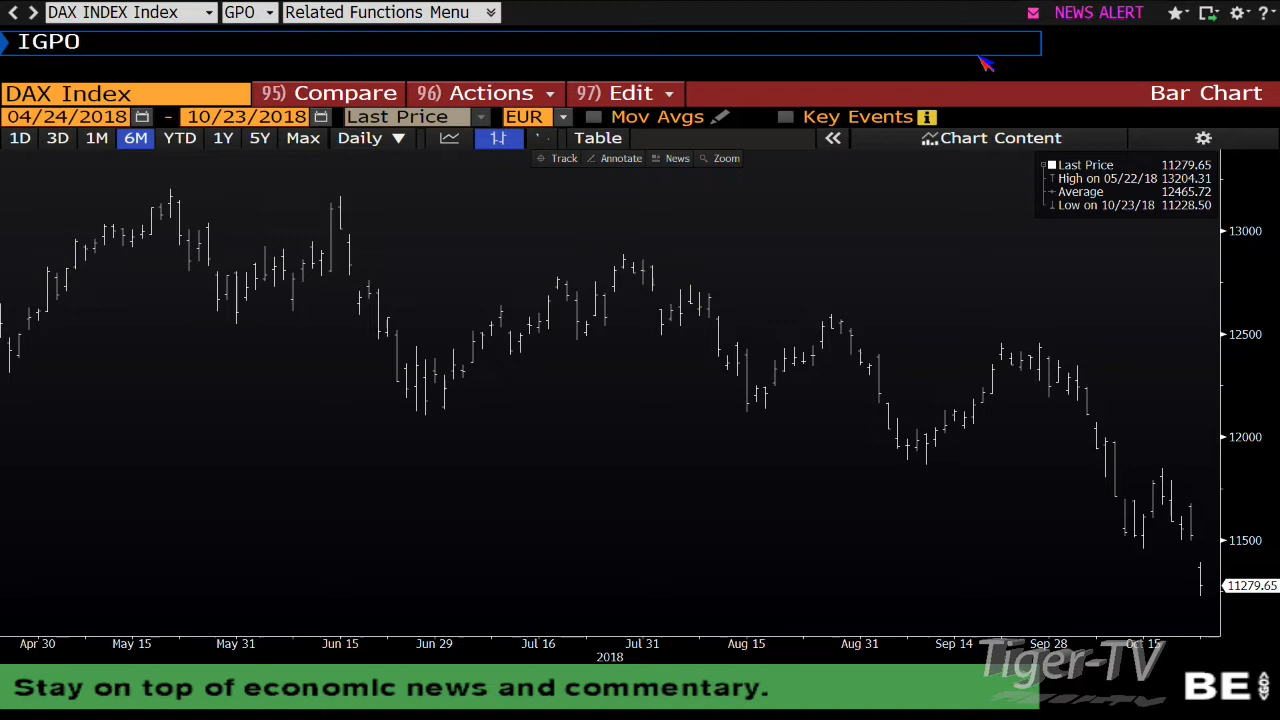 DAX INDEX Index GPO Related Functions Menu NEWS ALERT ?
IGPO
DAX Index 95) Compare 96) Actions 97) Edit Bar Chart
04/24/2018 - 10/23/2018 Last Price EUR Mov Avgs Key Events
1D 3D 1M 6M YTD 1Y 5Y Max Daily Table Chart Content
Track Annotate News Zoom
Last Price 11279.65
High on 05/22/18 13204.31
Average 12465.72
Low on 10/23/18 11228.50
13000
12500
12000
11500
11279.65
Apr 30 May 15 May 31 Jun 15 Jun 29 Jul 16 Jul 31 Aug 15 Aug 31 Sep 14 Sep 28 Oct 15
2018
Tiger-TV
Stay on top of economic news and commentary.
BE